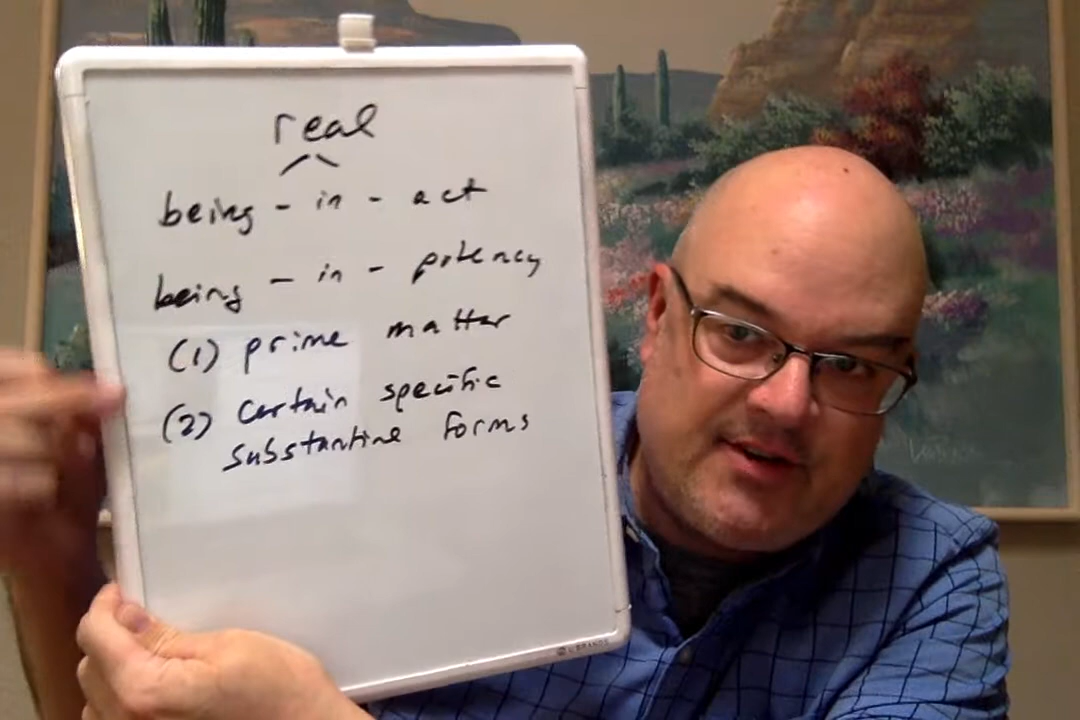 real
being - in - act
being - in - potency
(1) prime matter
(2) certain specific
substantive forms